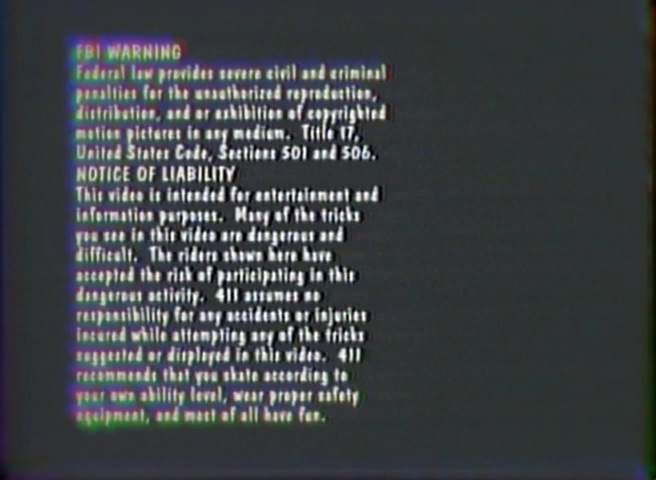 FBI WARNING
Federal law provides severe civil and criminal
penalties for the unauthorized reproduction,
distribution, and or exhibition of copyrighted
motion pictures in any medium. Title 17,
United States Code, Sections 501 and 506.
NOTICE OF LIABILITY
This video is intended for entertainment and
information purposes. Many of the tricks
you see in this video are dangerous and
difficult. The riders shown here have
accepted the risk of participating in this
dangerous activity. 411 assumes no
responsibility for any accidents or injuries
incured while attempting any of the tricks
suggested or displayed in this video. 411
recommends that you skate according to
your own ability level, wear proper safety
equipment, and most of all have fun.